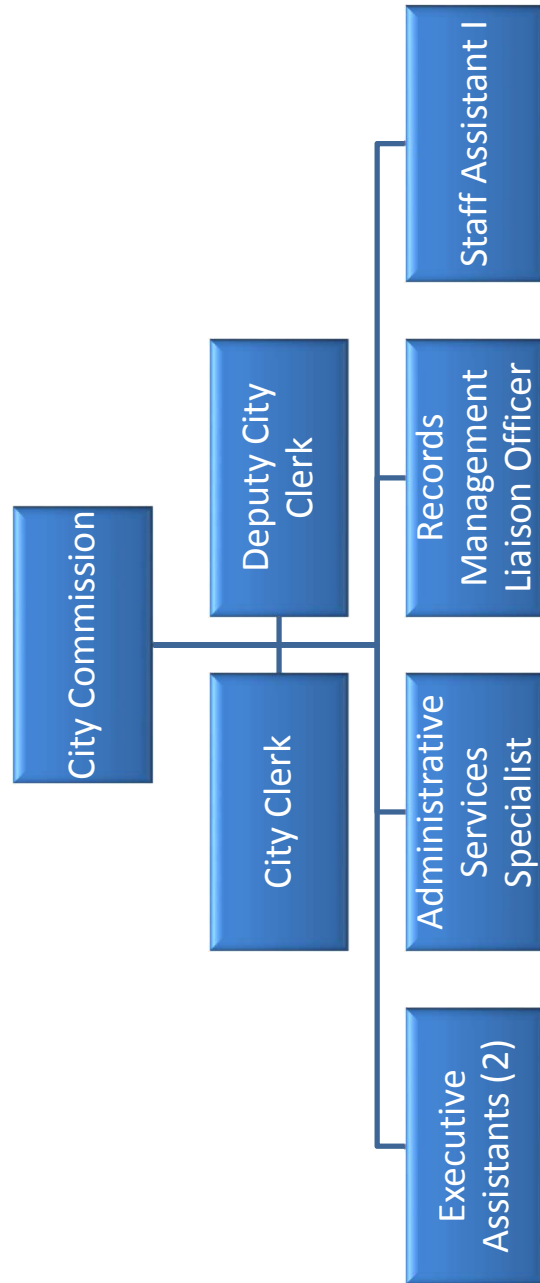 City Commission
City Clerk
Deputy City
Clerk
Executive
Assistants (2)
Administrative
Services
Specialist
Records
Management
Liaison Officer
Staff Assistant I